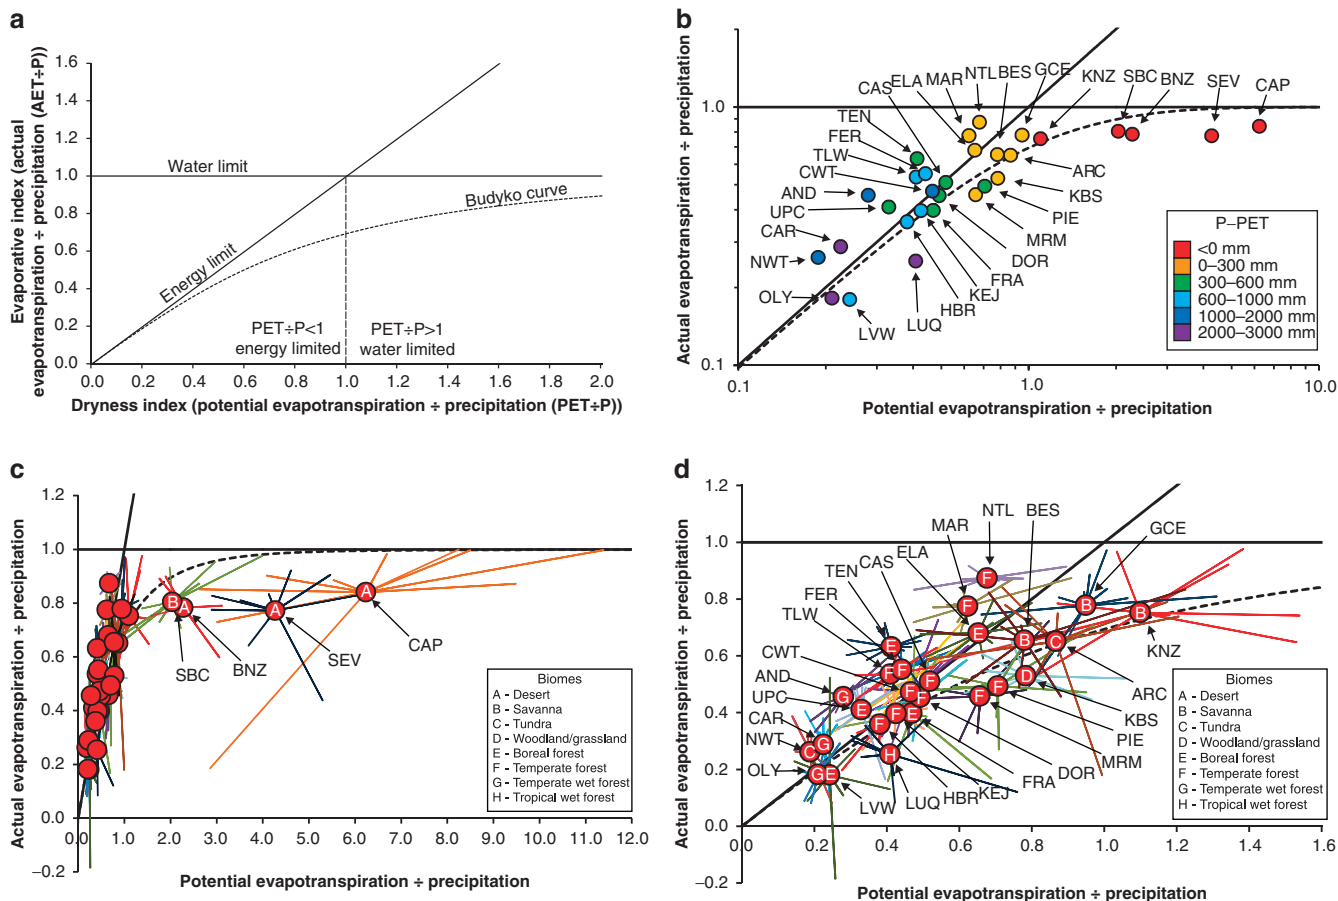 a
Evaporative index (actual
evapotranspiration ÷ precipitation (AET÷P))
1.6
1.4
1.2
1.0
0.8
0.6
0.4
0.2
0.0
Water limit
Energy limit
Budyko curve
PET÷P<1
energy limited
PET÷P>1
water limited
0.0 0.2 0.4 0.6 0.8 1.0 1.2 1.4 1.6 1.8 2.0
Dryness index (potential evapotranspiration ÷ precipitation (PET÷P))
b
Actual evapotranspiration ÷ precipitation
1.0
0.1
CAS
ELA
MAR
NTL
BES
GCE
KNZ
SBC
BNZ
SEV
CAP
TEN
FER
TLW
CWT
AND
UPC
CAR
NWT
OLY
LVW
LUQ
HBR
KEJ
FRA
DOR
MRM
PIE
KBS
ARC
P–PET
<0 mm
0–300 mm
300–600 mm
600–1000 mm
1000–2000 mm
2000–3000 mm
0.1 1.0 10.0
Potential evapotranspiration ÷ precipitation
c
Actual evapotranspiration ÷ precipitation
1.2
1.0
0.8
0.6
0.4
0.2
0.0
−0.2
B
A
A
A
SBC
BNZ
SEV
CAP
Biomes
A - Desert
B - Savanna
C - Tundra
D - Woodland/grassland
E - Boreal forest
F - Temperate forest
G - Temperate wet forest
H - Tropical wet forest
0.0 1.0 2.0 3.0 4.0 5.0 6.0 7.0 8.0 9.0 10.0 11.0 12.0
Potential evapotranspiration ÷ precipitation
d
Actual evapotranspiration ÷ precipitation
1.2
1.0
0.8
0.6
0.4
0.2
0.0
−0.2
NTL
BES
GCE
MAR
ELA
CAS
TEN
FER
TLW
CWT
AND
UPC
CAR
NWT
OLY
LVW
LUQ
HBR
KEJ
FRA
DOR
MRM
PIE
KBS
ARC
KNZ
F
F
B
B
E
B
C
E
F
F
F
D
F
F
G
F
F
E
F
F
E
G
C
H
G
E
Biomes
A - Desert
B - Savanna
C - Tundra
D - Woodland/grassland
E - Boreal forest
F - Temperate forest
G - Temperate wet forest
H - Tropical wet forest
0.0 0.2 0.4 0.6 0.8 1.0 1.2 1.4 1.6
Potential evapotranspiration ÷ precipitation